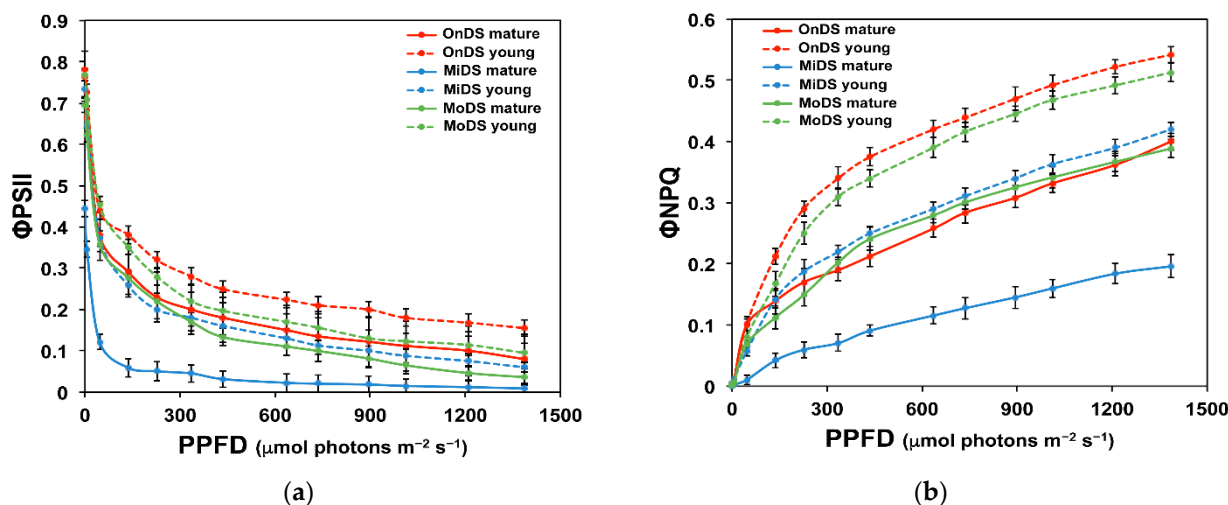 0.9
0.8
0.7
0.6
0.5
0.4
0.3
0.2
0.1
0
ΦPSII
OnDS mature
OnDS young
MiDS mature
MiDS young
MoDS mature
MoDS young
0 300 600 900 1200 1500
PPFD (μmol photons m⁻² s⁻¹)
(a)
0.6
0.5
0.4
0.3
0.2
0.1
0
ΦNPQ
OnDS mature
OnDS young
MiDS mature
MiDS young
MoDS mature
MoDS young
0 300 600 900 1200 1500
PPFD (μmol photons m⁻² s⁻¹)
(b)